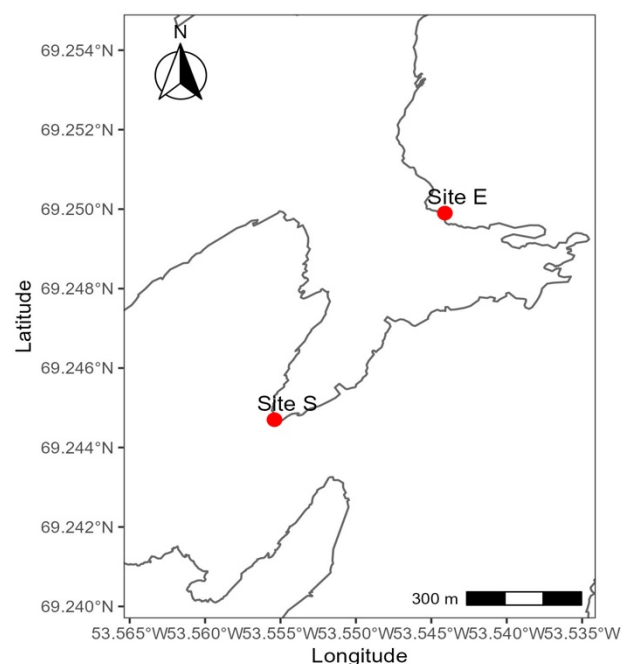 N
69.254°N
69.252°N
Site E
69.250°N
69.248°N
Latitude
69.246°N
Site S
69.244°N
69.242°N
300 m
69.240°N
53.565°W53.560°W53.555°W53.550°W53.545°W53.540°W53.535°W
Longitude